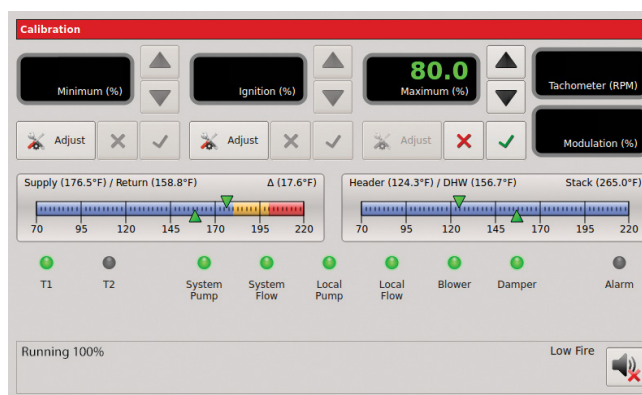 Calibration
80.0
Minimum (%) Ignition (%) Maximum (%) Tachometer (RPM)
Adjust Adjust Adjust Modulation (%)
Supply (176.5°F) / Return (158.8°F) Δ (17.6°F) Header (124.3°F) / DHW (156.7°F) Stack (265.0°F)
70 95 120 145 170 195 220 70 95 120 145 170 195 220
T1 T2 System Pump System Flow Local Pump Local Flow Blower Damper Alarm
Running 100% Low Fire